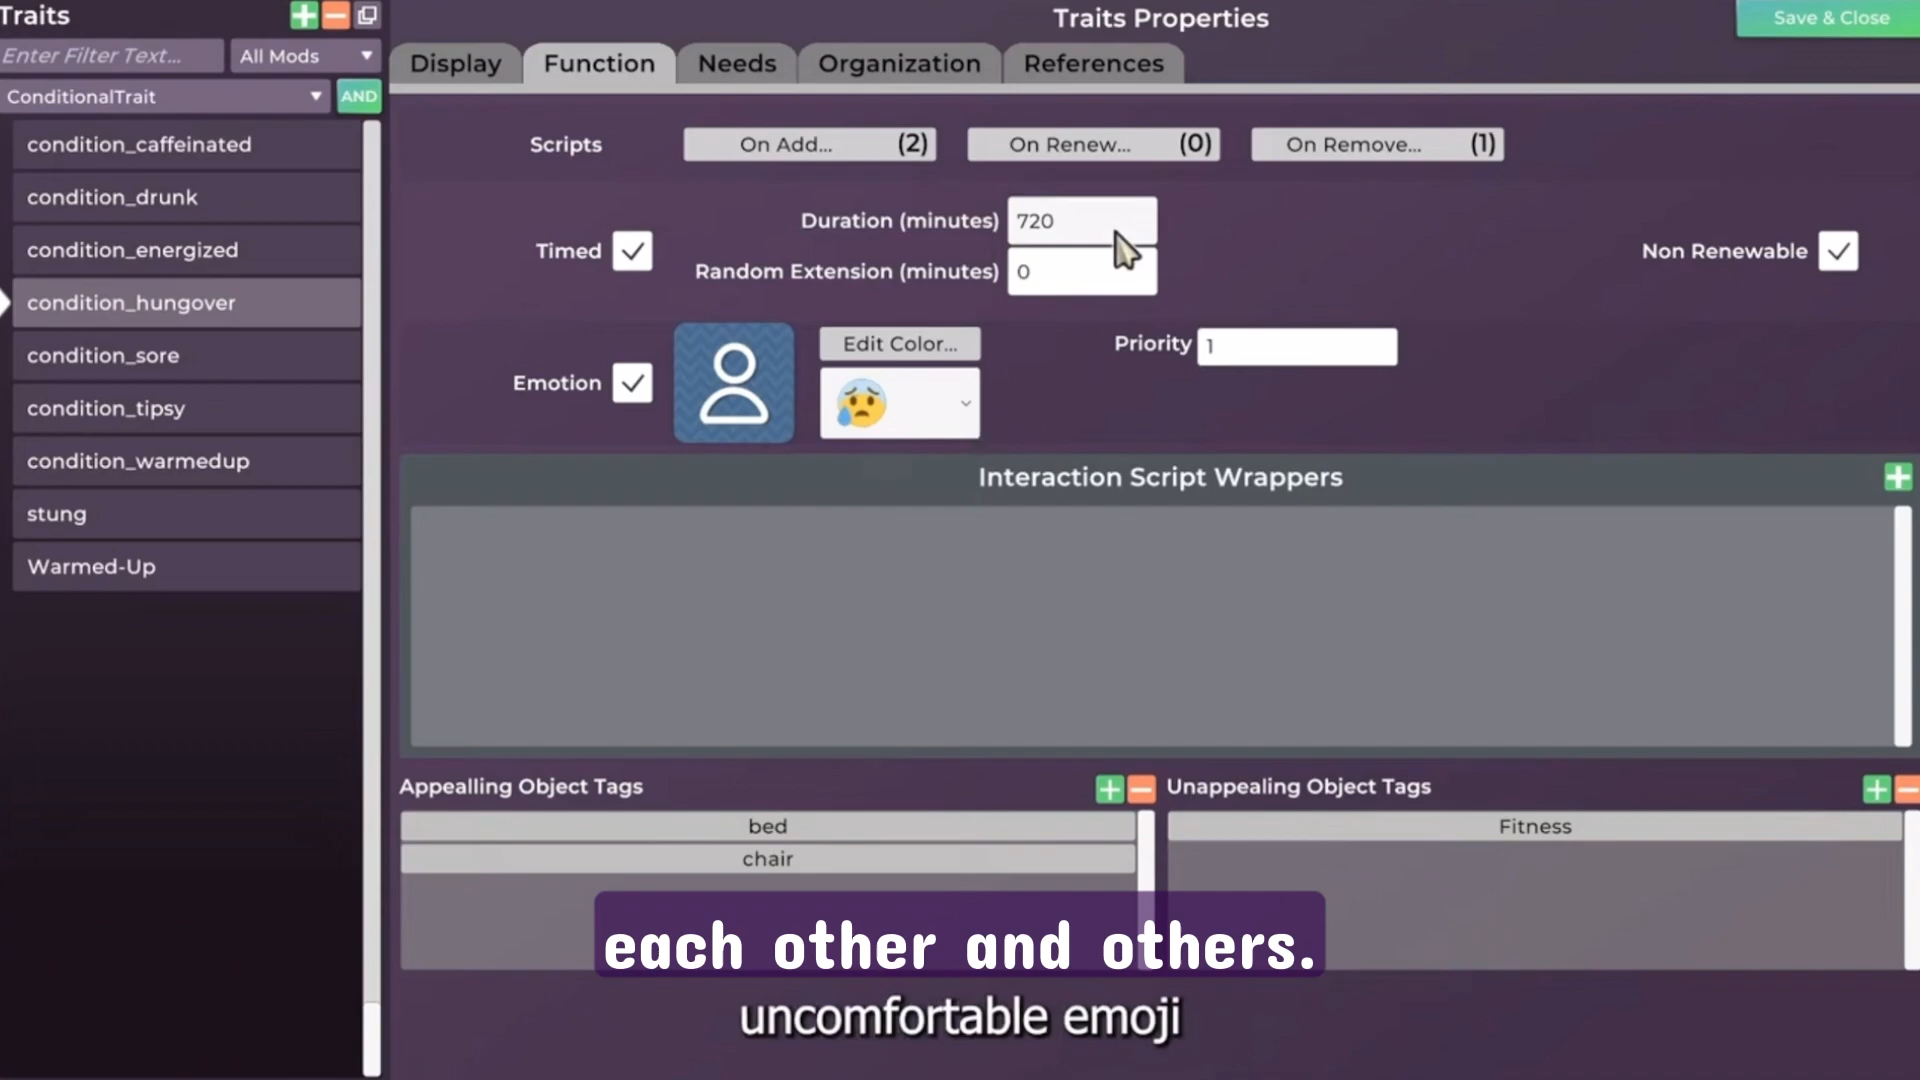 Traits
Enter Filter Text...
All Mods
ConditionalTrait
AND
condition_caffeinated
condition_drunk
condition_energized
condition_hungover
condition_sore
condition_tipsy
condition_warmedup
stung
Warmed-Up
Traits Properties
Save & Close
Display
Function
Needs
Organization
References
Scripts
On Add... (2)
On Renew... (0)
On Remove... (1)
Timed
Duration (minutes) 720
Random Extension (minutes) 0
Non Renewable
Emotion
Edit Color...
Priority 1
Interaction Script Wrappers
Appealling Object Tags
bed
chair
Unappealing Object Tags
Fitness
each other and others.
uncomfortable emoji